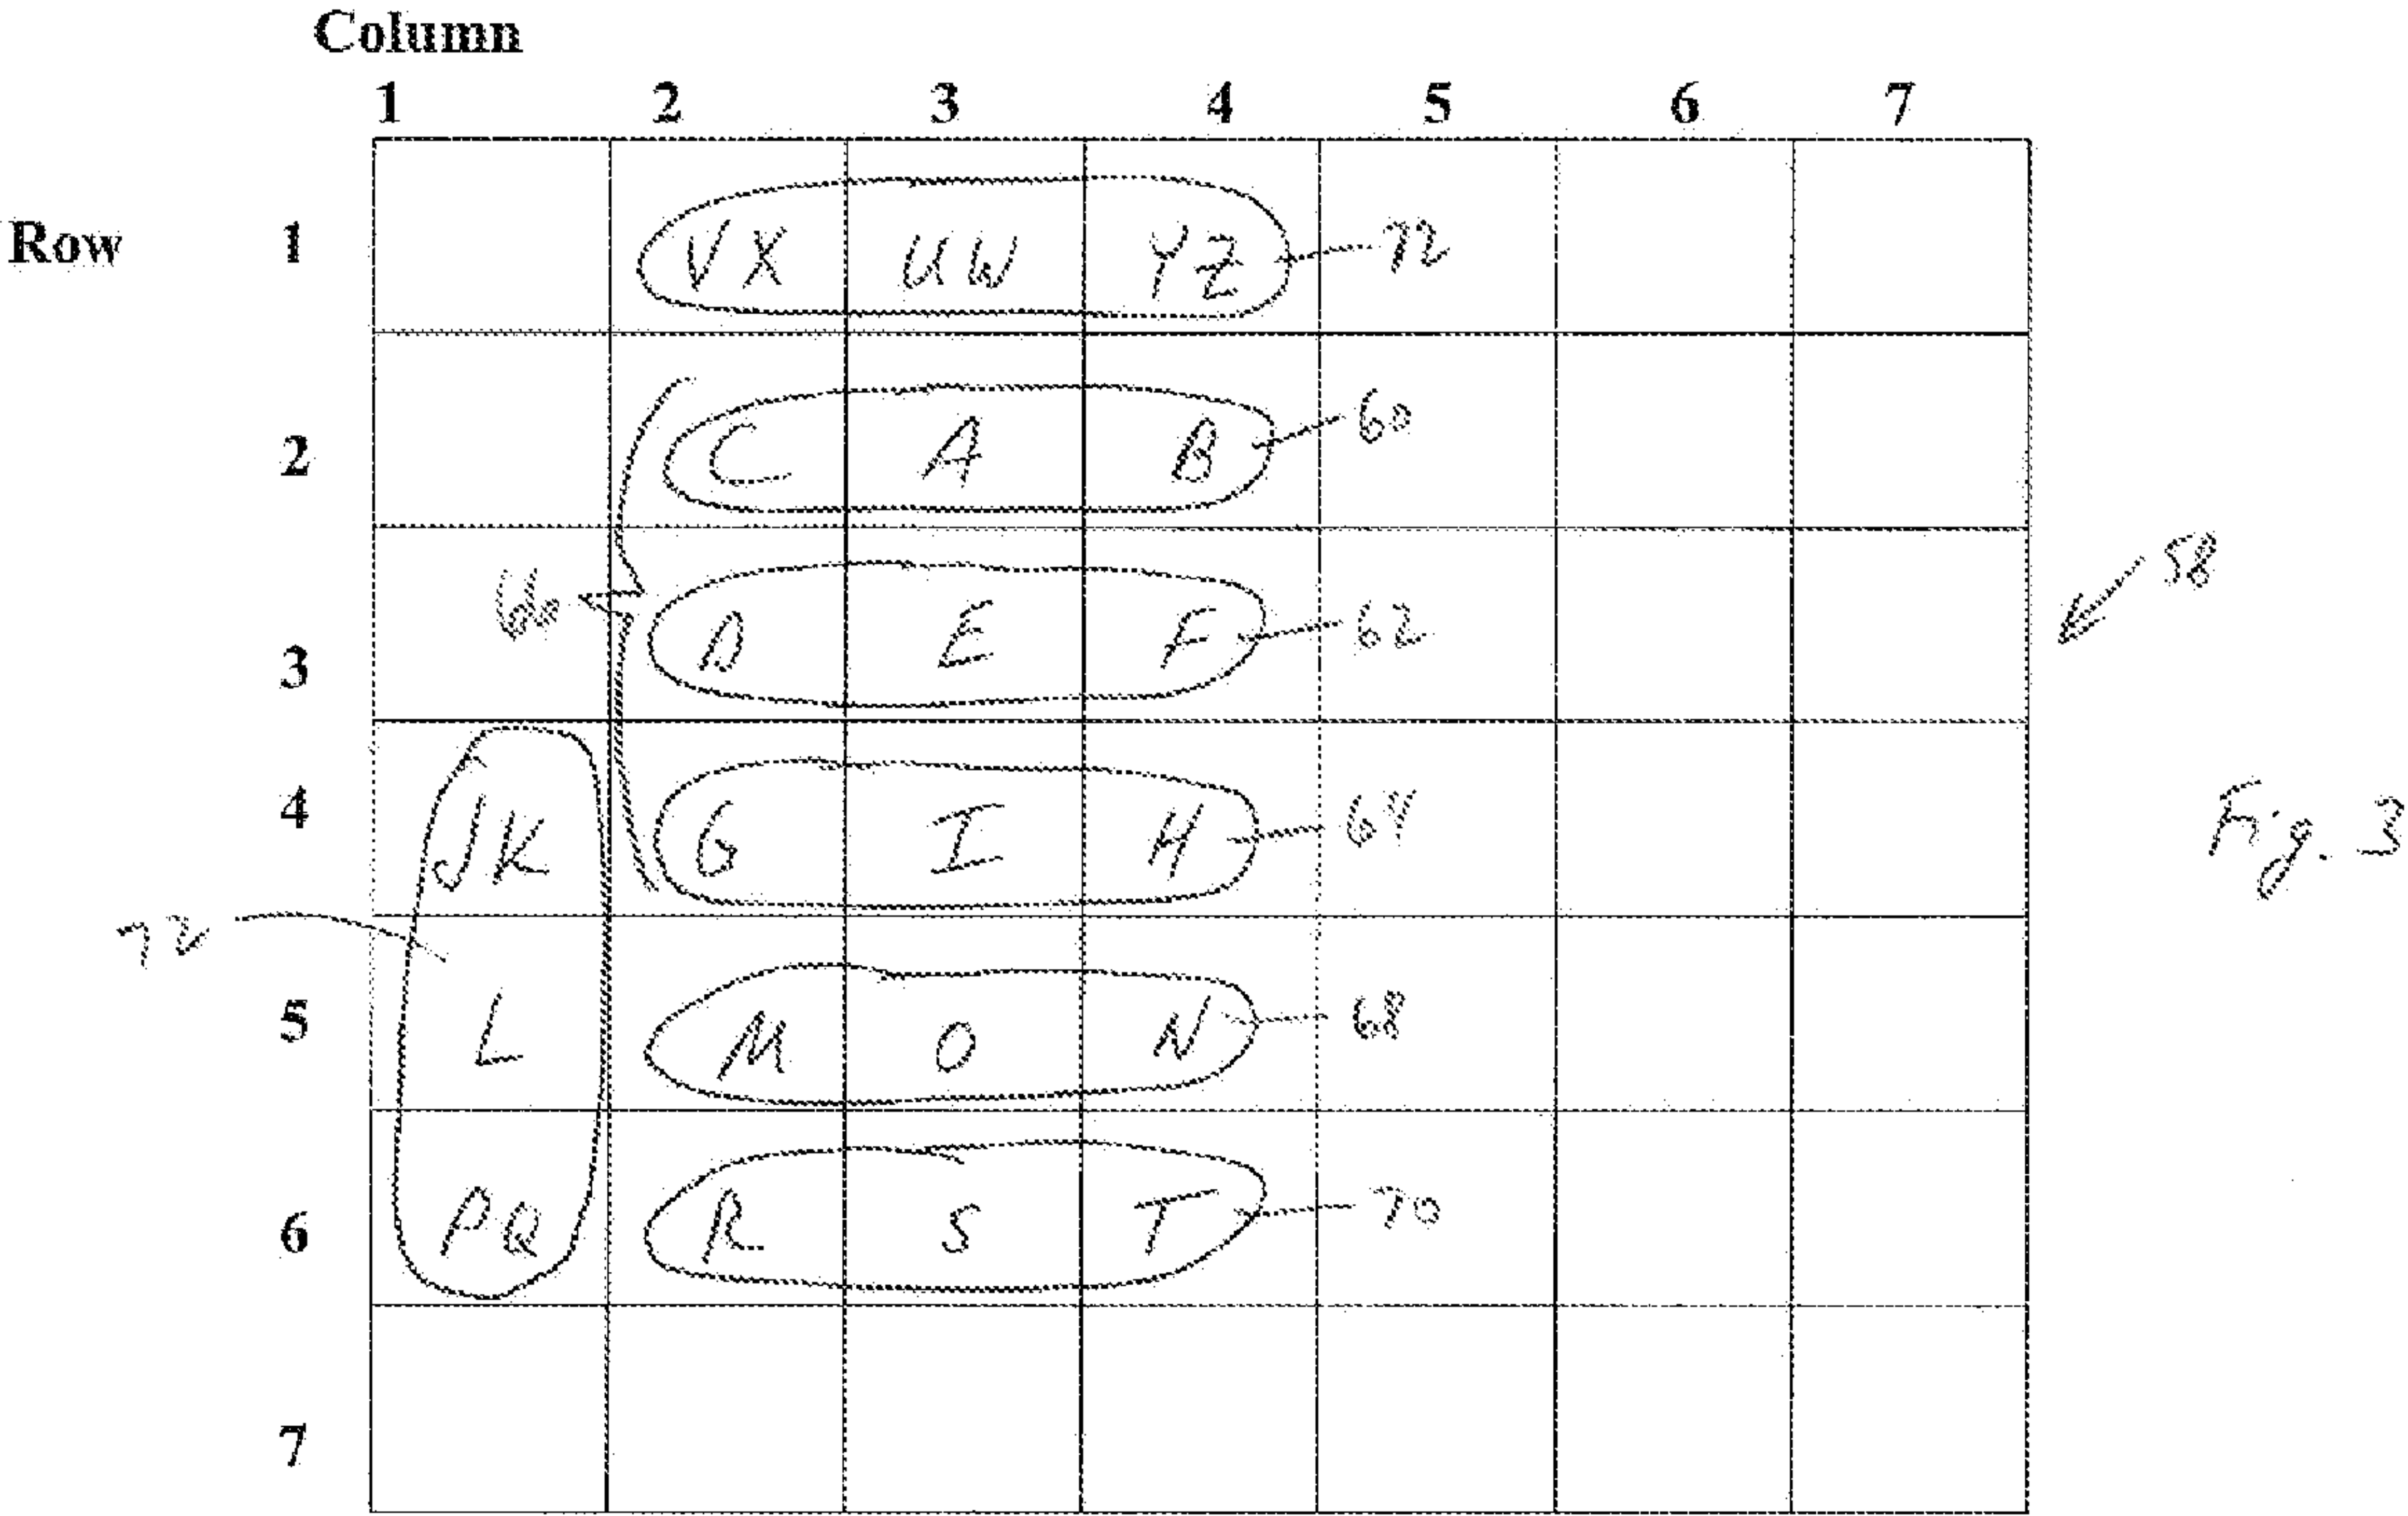 Column
1 2 3 4 5 6 7
Row 1 VX UW YZ 72
2 C A B 60
58
66 3 D E F 62
4 JK G I H 64
Fig. 3
72
5 L M O N 68
6 PQ R S T 70
7